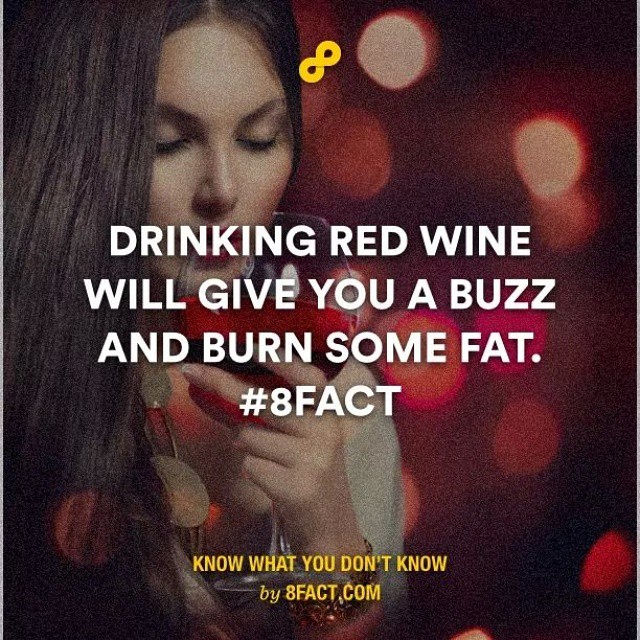 DRINKING RED WINE
WILL GIVE YOU A BUZZ
AND BURN SOME FAT.
#8FACT
KNOW WHAT YOU DON'T KNOW
by 8FACT.COM